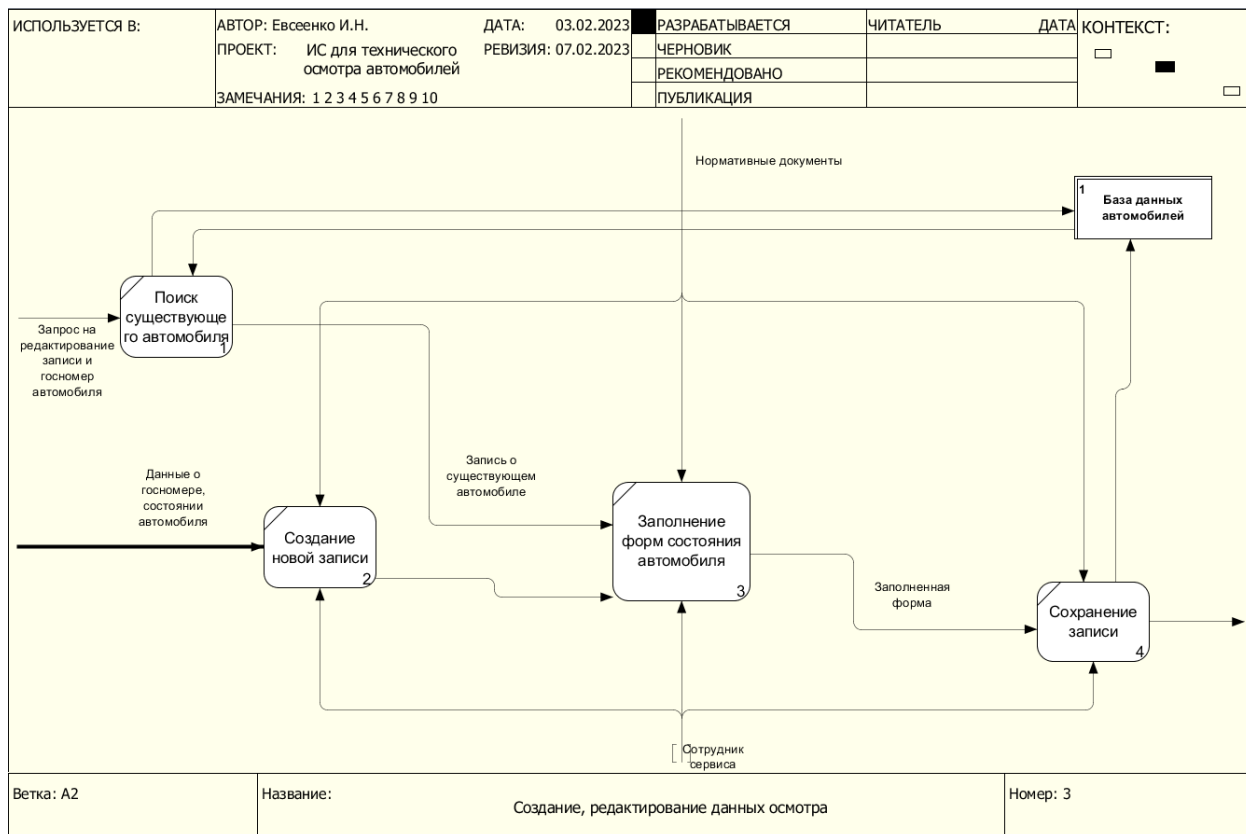 ИСПОЛЬЗУЕТСЯ В:
АВТОР: Евсеенко И.Н.
ДАТА: 03.02.2023
РАЗРАБАТЫВАЕТСЯ
ЧИТАТЕЛЬ
ДАТА
КОНТЕКСТ:
ПРОЕКТ: ИС для технического
осмотра автомобилей
РЕВИЗИЯ: 07.02.2023
ЧЕРНОВИК
РЕКОМЕНДОВАНО
ЗАМЕЧАНИЯ: 1 2 3 4 5 6 7 8 9 10
ПУБЛИКАЦИЯ
Нормативные документы
1
База данных
автомобилей
Поиск
существуще
го автомобиля
1
Запрос на
редактирование
записи и
госномер
автомобиля
Данные о
госномере,
состоянии
автомобиля
Запись о
существующем
автомобиле
Создание
новой записи
2
Заполнение
форм состояния
автомобиля
3
Заполненная
форма
Сохранение
записи
4
Сотрудник
сервиса
Ветка: A2
Название:
Создание, редактирование данных осмотра
Номер: 3